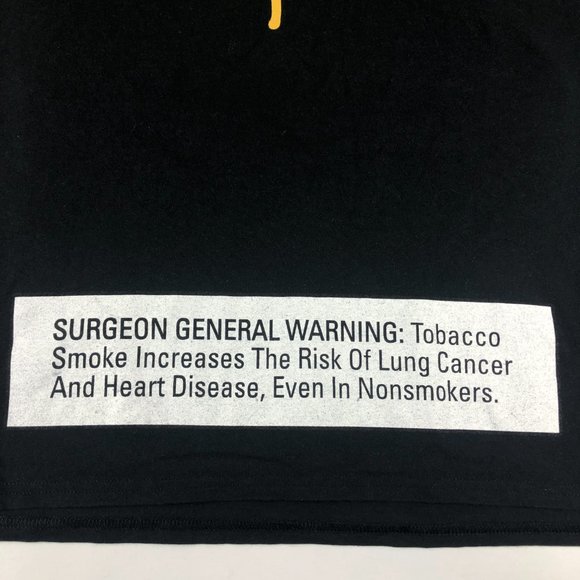 SURGEON GENERAL WARNING: Tobacco
Smoke Increases The Risk Of Lung Cancer
And Heart Disease, Even In Nonsmokers.